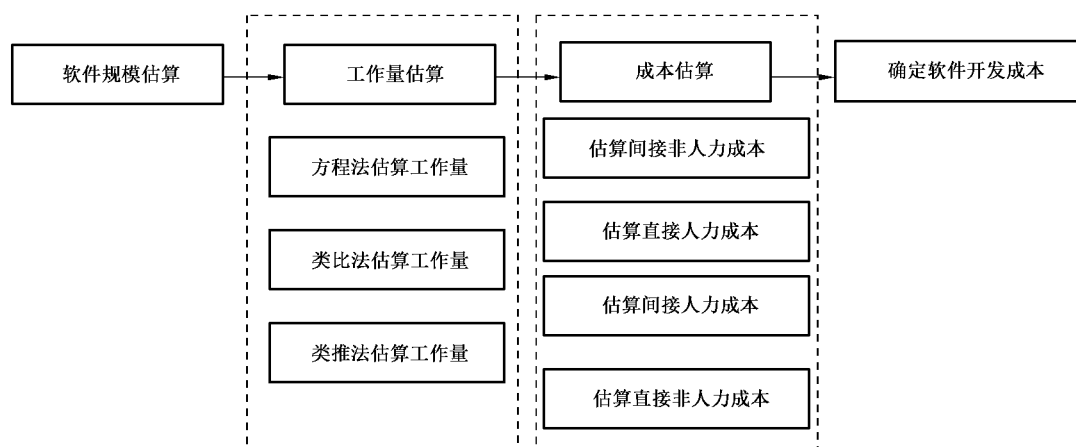 软件规模估算
工作量估算
成本估算
确定软件开发成本
方程法估算工作量
类比法估算工作量
类推法估算工作量
估算间接非人力成本
估算直接人力成本
估算间接人力成本
估算直接非人力成本